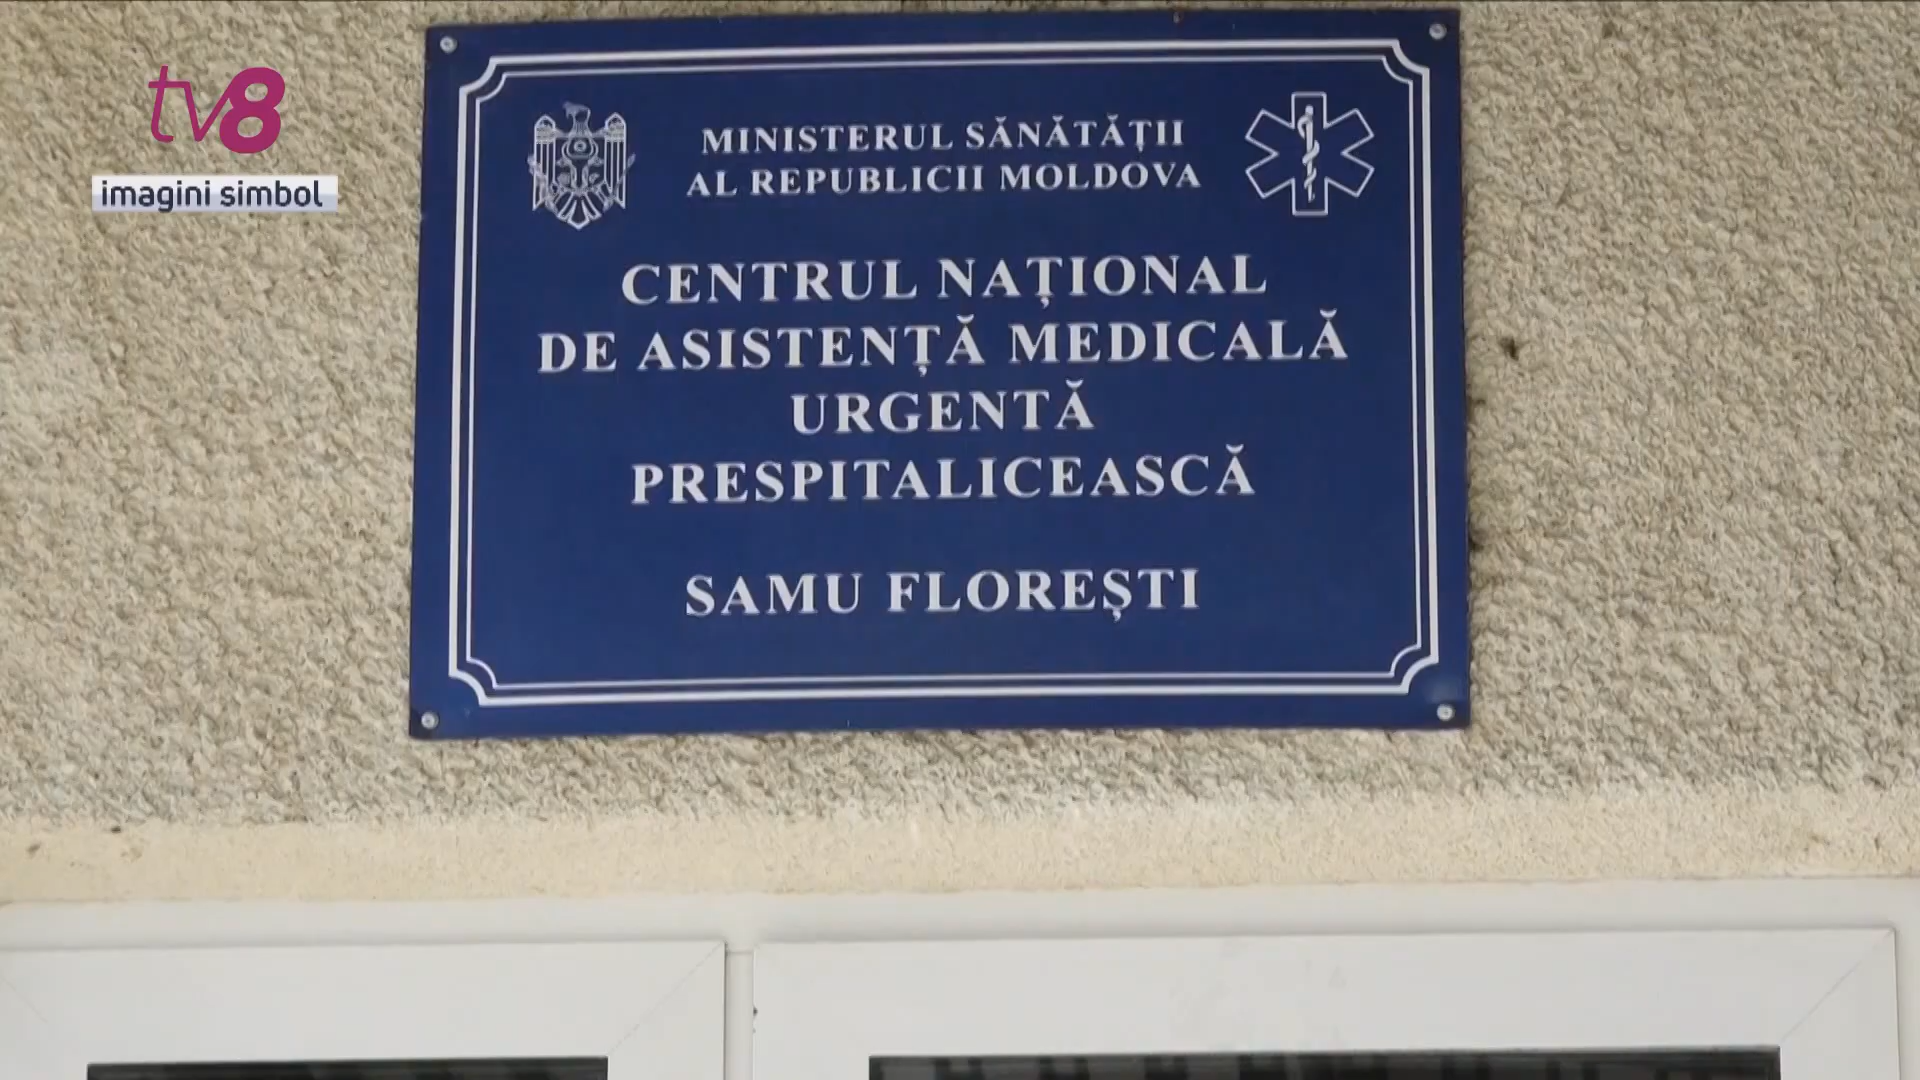 tv8
imagini simbol
MINISTERUL SĂNĂTĂȚII
AL REPUBLICII MOLDOVA
CENTRUL NAȚIONAL
DE ASISTENȚĂ MEDICALĂ
URGENTĂ
PRESPITALICEASCĂ
SAMU FLOREȘTI